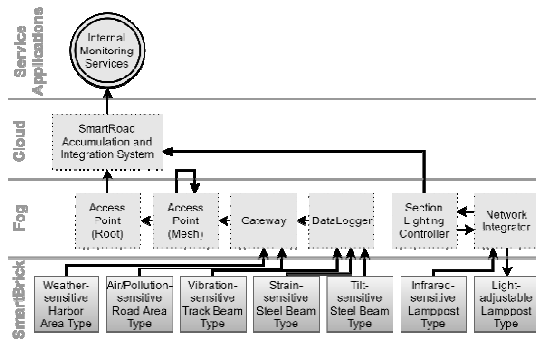 Service
Applications
Internal
Monitoring
Services
Cloud
SmartRoad
Accumulation and
Integration System
Fog
Access
Point
(Root)
Access
Point
(Mesh)
Gateway
DataLogger
Section
Lighting
Controller
Network
Integrator
SmartBrick
Weather-
sensitive
Harbor
Area Type
Air/Pollution-
sensitive
Road Area
Type
Vibration-
sensitive
Track Beam
Type
Strain-
sensitive
Steel Beam
Type
Tilt-
sensitive
Steel Beam
Type
Infrared-
sensitive
Lamppost
Type
Light-
adjustable
Lamppost
Type